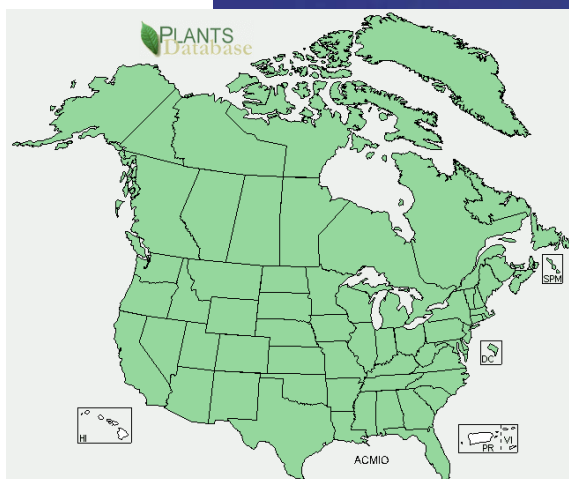 PLANTS
Database
SPM
DC
HI
PR
VI
ACMIO